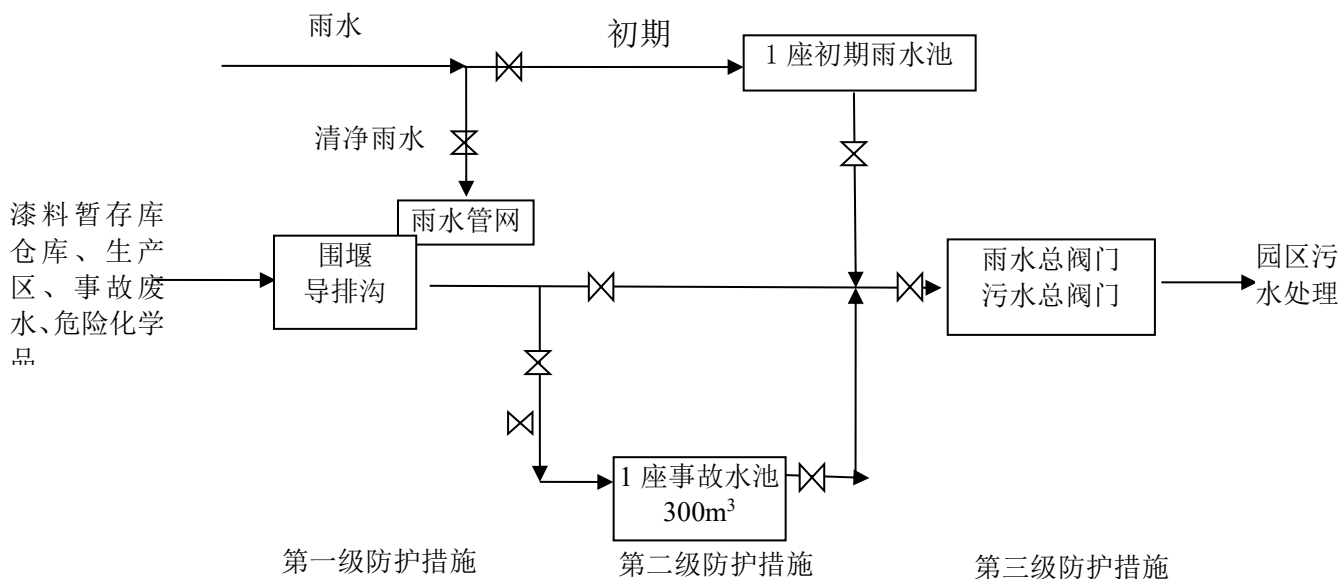 雨水
初期
1 座初期雨水池
清净雨水
雨水管网
漆料暂存库
仓库、生产
区、事故废
水、危险化学
品
围堰
导排沟
雨水总阀门
污水总阀门
园区污
水处理
1 座事故水池
300m³
第一级防护措施
第二级防护措施
第三级防护措施